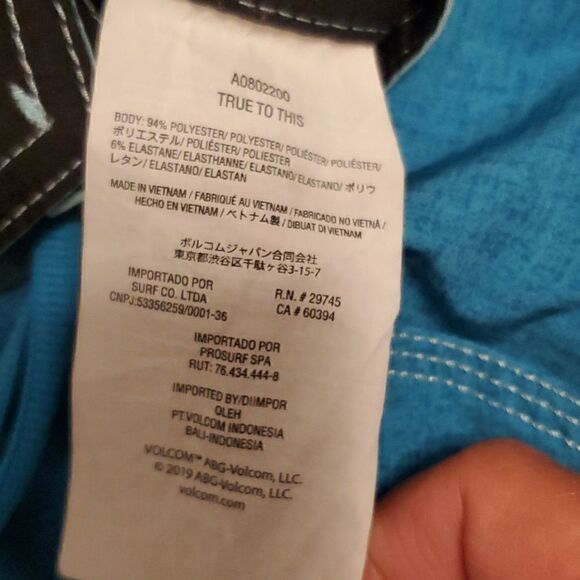 A0802200
TRUE TO THIS
BODY: 94% POLYESTER/ POLYESTER/ POLIÉSTER/ POLIÉSTER/
ポリエステル/ POLIÉSTER/ POLIESTER
6% ELASTANE/ ELASTHANNE/ ELASTANO/ ELASTANO/ ポリウ
レタン/ ELASTANO/ ELASTAN
MADE IN VIETNAM / FABRIQUÉ AU VIETNAM / FABRICADO NO VIETNÃ /
HECHO EN VIETNAM / ベトナム製 / DIBUAT DI VIETNAM
ボルコムジャパン合同会社
東京都渋谷区千駄ヶ谷3-15-7
IMPORTADO POR
SURF CO. LTDA
CNPJ:53356259/0001-36
R.N. # 29745
CA # 60394
IMPORTADO POR
PROSURF SPA
RUT: 76.434.444-8
IMPORTED BY/DIIMPOR
OLEH
PT.VOLCOM INDONESIA
BALI-INDONESIA
VOLCOM™ ABG-Volcom, LLC.
© 2019 ABG-Volcom, LLC.
volcom.com